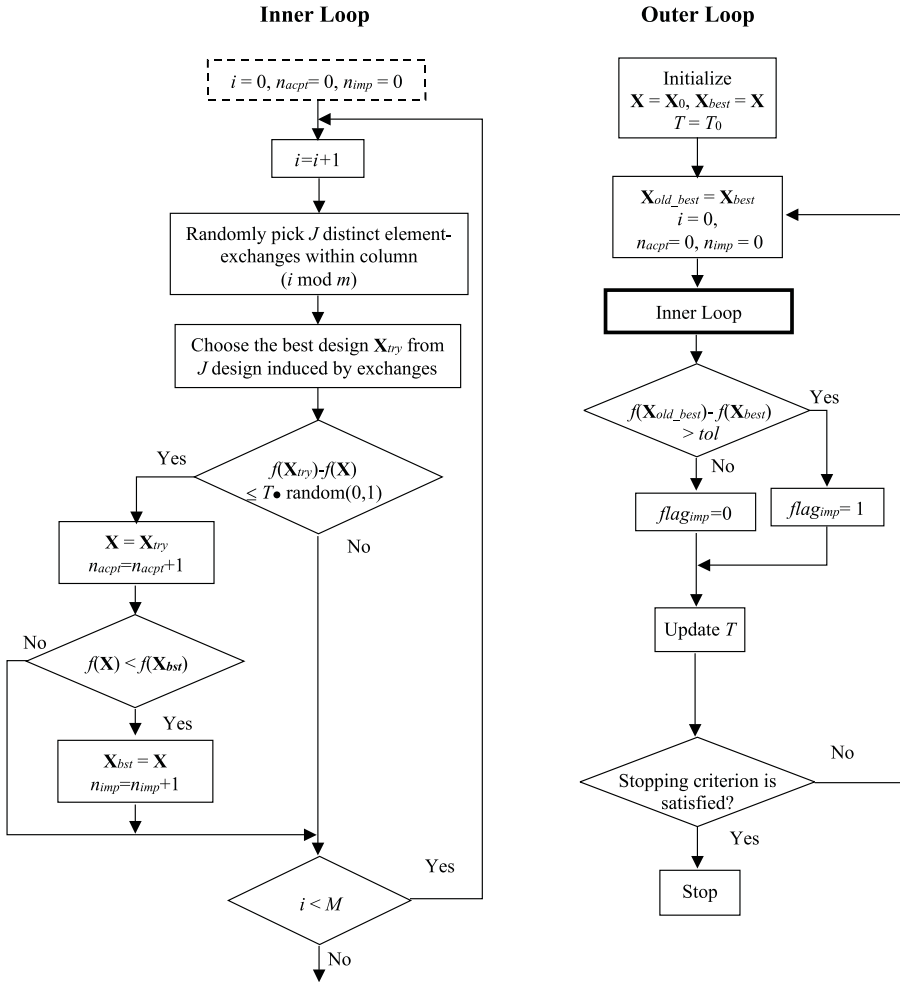 Inner Loop
i = 0, nacpt= 0, nimp = 0
i=i+1
Randomly pick J distinct element-
exchanges within column
(i mod m)
Choose the best design Xtry from
J design induced by exchanges
f(Xtry)-f(X)
≤ T● random(0,1)
Yes
No
X = Xtry
nacpt=nacpt+1
No
f(X) < f(Xbst)
Yes
Xbst = X
nimp=nimp+1
Yes
i < M
No
Outer Loop
Initialize
X = X0, Xbest = X
T = T0
Xold_best = Xbest
i = 0,
nacpt= 0, nimp = 0
Inner Loop
Yes
f(Xold_best)- f(Xbest)
> tol
No
flagimp=0
flagimp= 1
Update T
No
Stopping criterion is
satisfied?
Yes
Stop